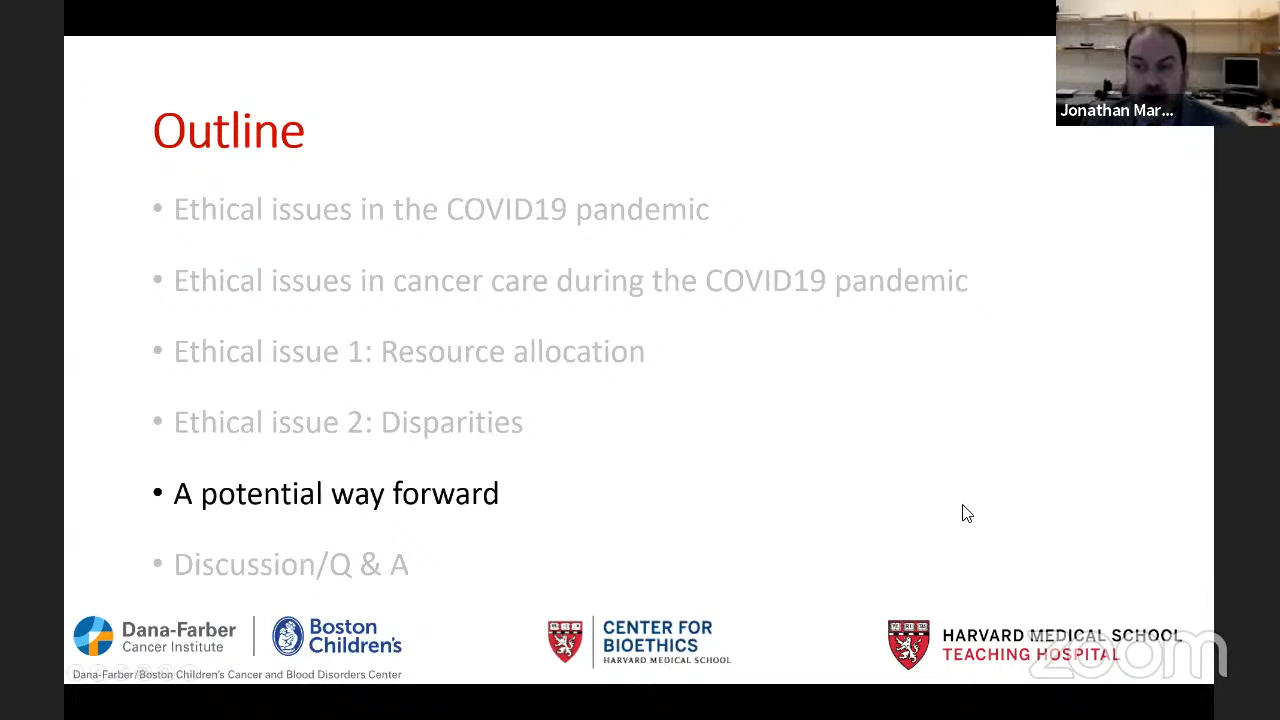 Jonathan Mar...
Outline
• Ethical issues in the COVID19 pandemic
• Ethical issues in cancer care during the COVID19 pandemic
• Ethical issue 1: Resource allocation
• Ethical issue 2: Disparities
• A potential way forward
• Discussion/Q & A
Dana-Farber
Cancer Institute
Boston
Children's
Dana-Farber/Boston Children's Cancer and Blood Disorders Center
CENTER FOR
BIOETHICS
HARVARD MEDICAL SCHOOL
HARVARD MEDICAL SCHOOL
TEACHING HOSPITAL
zoom